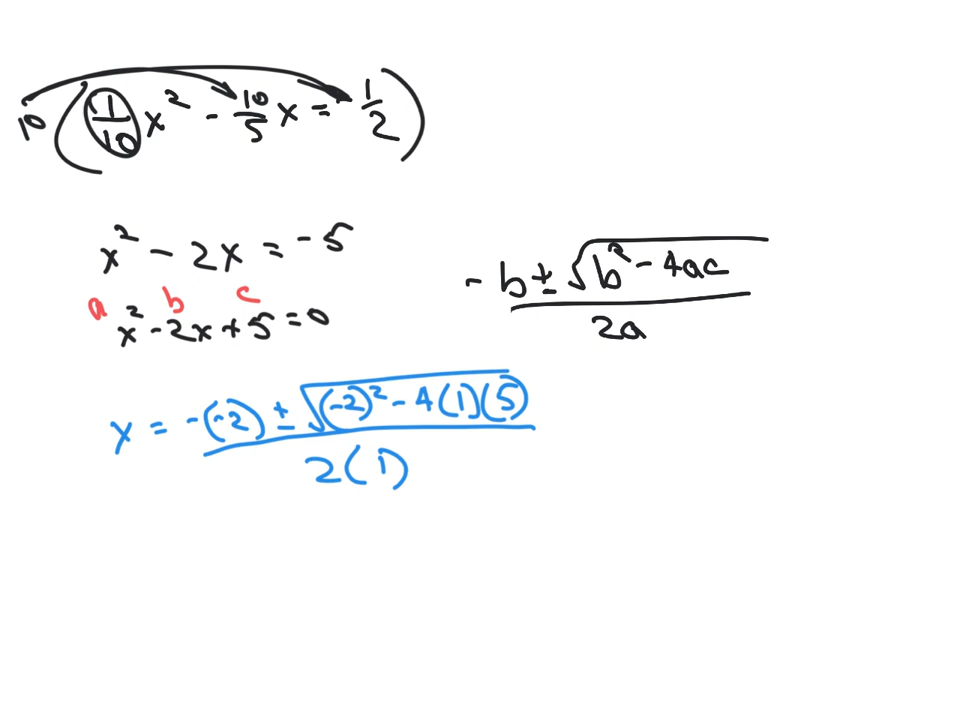 10 ( 1/10 x² - 10/5 x = 1/2 )
x² - 2x = -5
a b c
x² - 2x + 5 = 0
-b ± √(b² - 4ac) / 2a
x = -(-2) ± √((-2)² - 4(1)(5)) / 2(1)